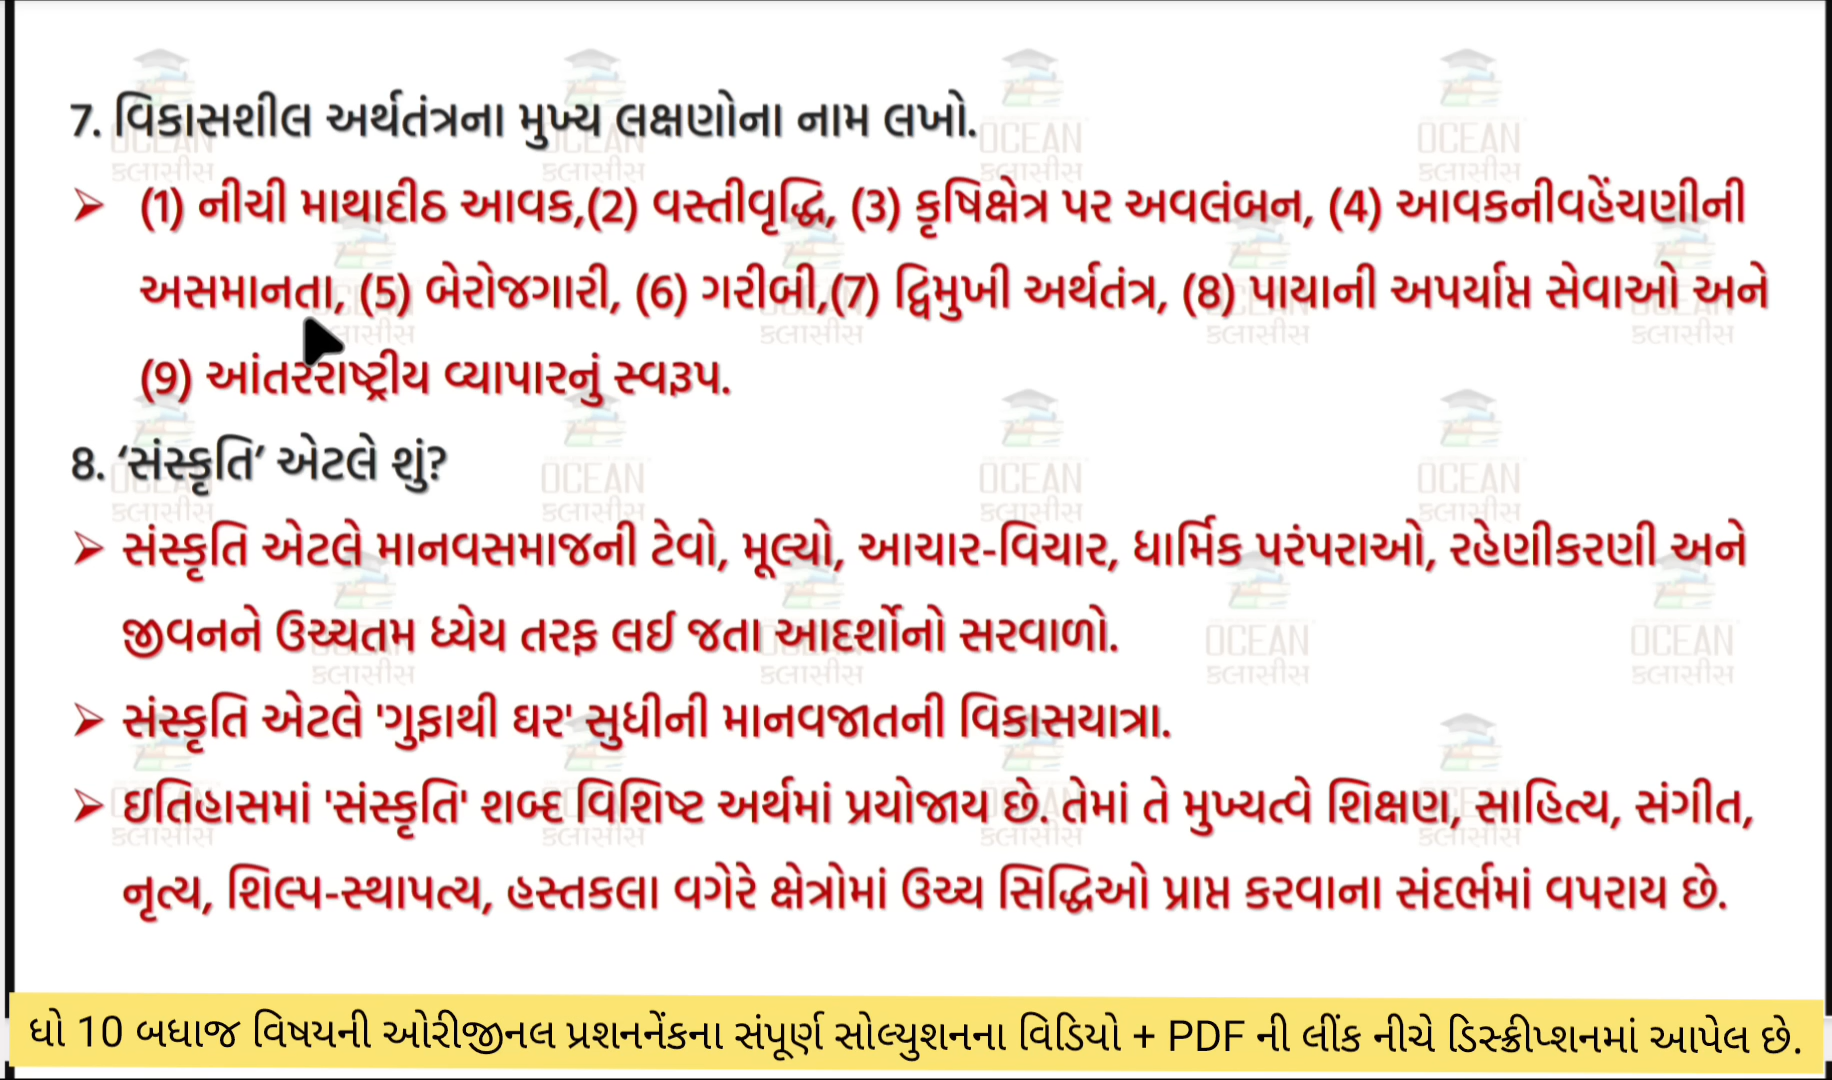 7. વિકાસશીલ અર્થતંત્રના મુખ્ય લક્ષણોના નામ લખો.
➢ (1) નીચી માથાદીઠ આવક,(2) વસ્તીવૃદ્ધિ, (3) કૃષિક્ષેત્ર પર અવલંબન, (4) આવકનીવહેંચણીની
અસમાનતા, (5) બેરોજગારી, (6) ગરીબી,(7) દ્વિમુખી અર્થતંત્ર, (8) પાયાની અપર્યાપ્ત સેવાઓ અને
(9) આંતરરાષ્ટ્રીય વ્યાપારનું સ્વરૂપ.
8. ‘સંસ્કૃતિ’ એટલે શું?
➢ સંસ્કૃતિ એટલે માનવસમાજની ટેવો, મૂલ્યો, આચાર-વિચાર, ધાર્મિક પરંપરાઓ, રહેણીકરણી અને
જીવનને ઉચ્ચતમ ધ્યેય તરફ લઈ જતા આદર્શોનો સરવાળો.
➢ સંસ્કૃતિ એટલે 'ગુફાથી ઘર' સુધીની માનવજાતની વિકાસયાત્રા.
➢ ઇતિહાસમાં 'સંસ્કૃતિ' શબ્દ વિશિષ્ટ અર્થમાં પ્રયોજાય છે. તેમાં તે મુખ્યત્વે શિક્ષણ, સાહિત્ય, સંગીત,
નૃત્ય, શિલ્પ-સ્થાપત્ય, હસ્તકલા વગેરે ક્ષેત્રોમાં ઉચ્ચ સિદ્ધિઓ પ્રાપ્ત કરવાના સંદર્ભમાં વપરાય છે.
ધો 10 બધાજ વિષયની ઓરીજીનલ પ્રશનનેંકના સંપૂર્ણ સોલ્યુશનના વિડિયો + PDF ની લીંક નીચે ડિસ્ક્રીપ્શનમાં આપેલ છે.